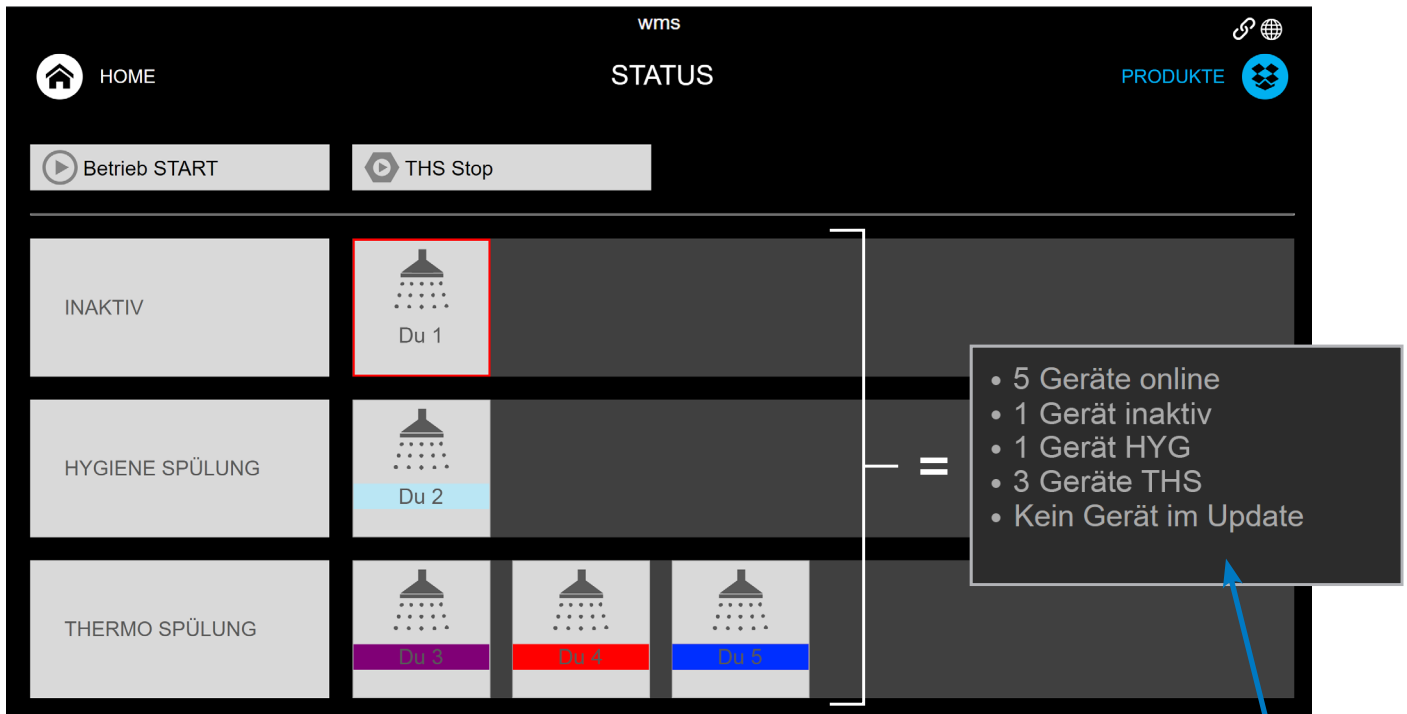 wms
HOME
STATUS
PRODUKTE
Betrieb START
THS Stop
INAKTIV
Du 1
HYGIENE SPÜLUNG
Du 2
THERMO SPÜLUNG
Du 3
Du 4
Du 5
=
• 5 Geräte online
• 1 Gerät inaktiv
• 1 Gerät HYG
• 3 Geräte THS
• Kein Gerät im Update